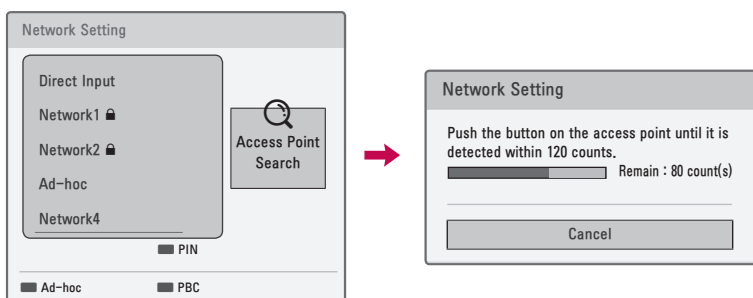 Network Setting
Direct Input
Network1
Network2
Ad-hoc
Network4
Access Point
Search
PIN
Ad-hoc
PBC
Network Setting
Push the button on the access point until it is
detected within 120 counts.
Remain : 80 count(s)
Cancel